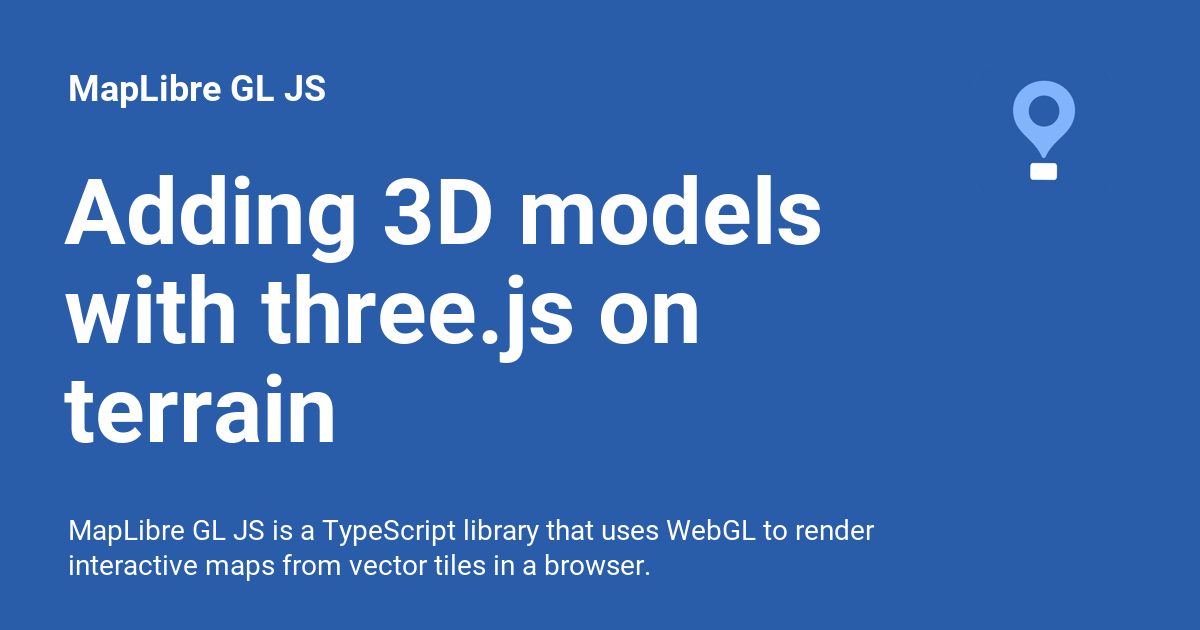 MapLibre GL JS
Adding 3D models
with three.js on
terrain
MapLibre GL JS is a TypeScript library that uses WebGL to render
interactive maps from vector tiles in a browser.